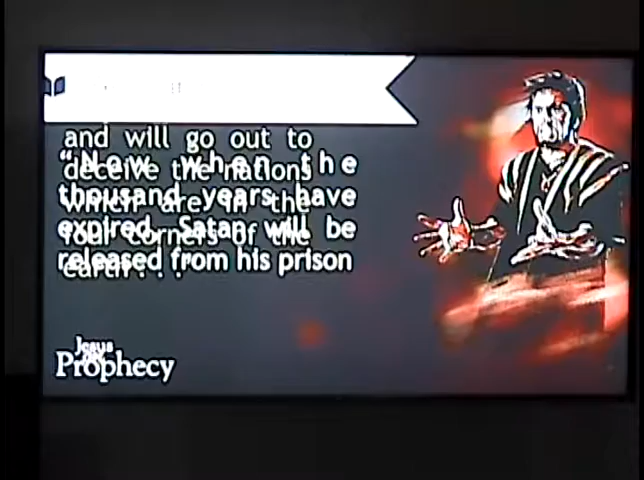 and will go out to
deceive the nations
which are in the
four corners of the
earth . . ."
"Now when the
thousand years have
expired, Satan will be
released from his prison
Jesus
Prophecy